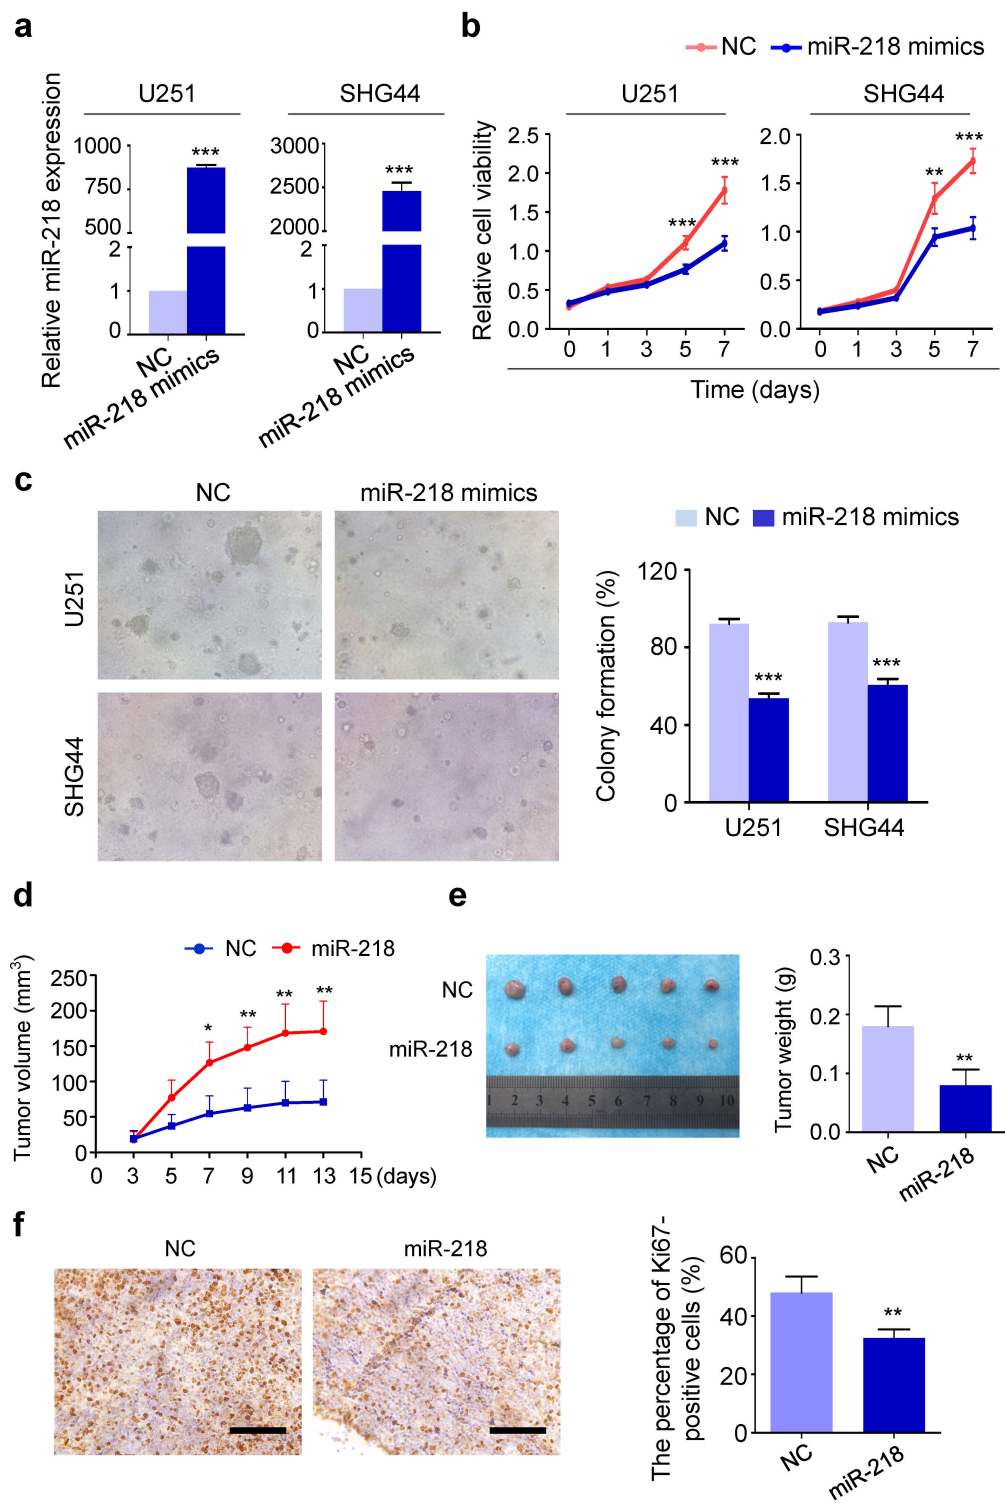 a
U251
SHG44
Relative miR-218 expression
1000
750
500
2
1
0
***
NC
miR-218 mimics
3000
2500
2000
2
1
0
***
NC
miR-218 mimics
b
NC
miR-218 mimics
U251
SHG44
Relative cell viability
2.5
2.0
1.5
1.0
0.5
0.0
***
***
0 1 3 5 7
2.0
1.5
1.0
0.5
0.0
**
***
0 1 3 5 7
Time (days)
c
NC
miR-218 mimics
U251
SHG44
NC
miR-218 mimics
Colony formation (%)
120
80
40
0
***
***
U251
SHG44
d
NC
miR-218
Tumor volume (mm³)
250
200
150
100
50
0
* ** ** **
0 3 5 7 9 11 13 15 (days)
e
NC
miR-218
1 2 3 4 5 6 7 8 9 10
Tumor weight (g)
0.3
0.2
0.1
0.0
**
NC
miR-218
f
NC
miR-218
The percentage of Ki67-
positive cells (%)
60
40
20
0
**
NC
miR-218